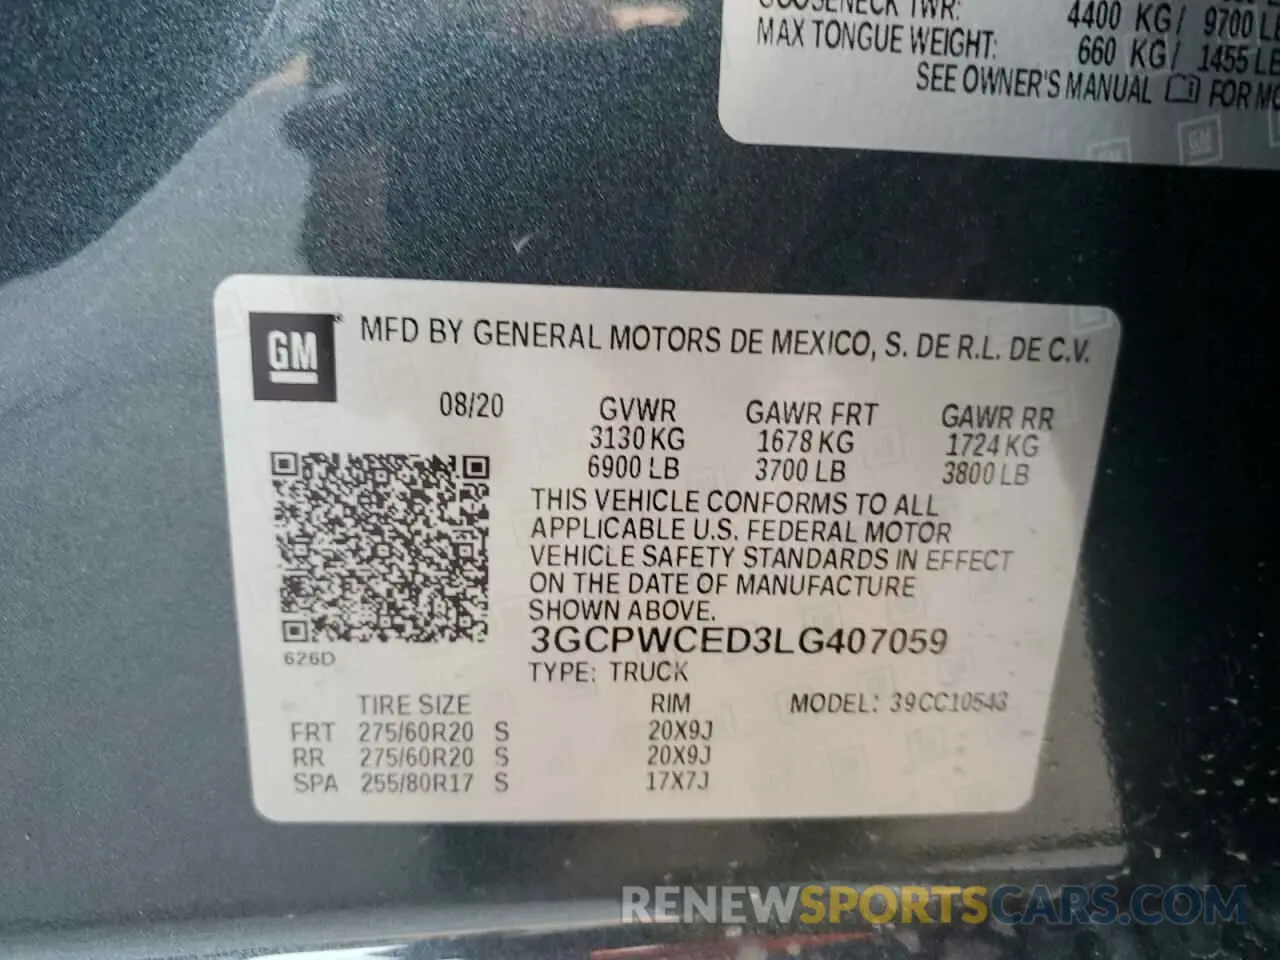 GOOSENECK TWR: 4400 KG/ 9700 LB
MAX TONGUE WEIGHT: 660 KG/ 1455 LB
SEE OWNER'S MANUAL FOR
GM MFD BY GENERAL MOTORS DE MEXICO, S. DE R.L. DE C.V.
08/20 GVWR GAWR FRT GAWR RR
3130 KG 1678 KG 1724 KG
6900 LB 3700 LB 3800 LB
THIS VEHICLE CONFORMS TO ALL
APPLICABLE U.S. FEDERAL MOTOR
VEHICLE SAFETY STANDARDS IN EFFECT
ON THE DATE OF MANUFACTURE
SHOWN ABOVE.
3GCPWCED3LG407059
626D
TYPE: TRUCK
TIRE SIZE RIM MODEL: 39CC10543
FRT 275/60R20 S 20X9J
RR 275/60R20 S 20X9J
SPA 255/80R17 S 17X7J
RENEWSPORTSCARS.COM